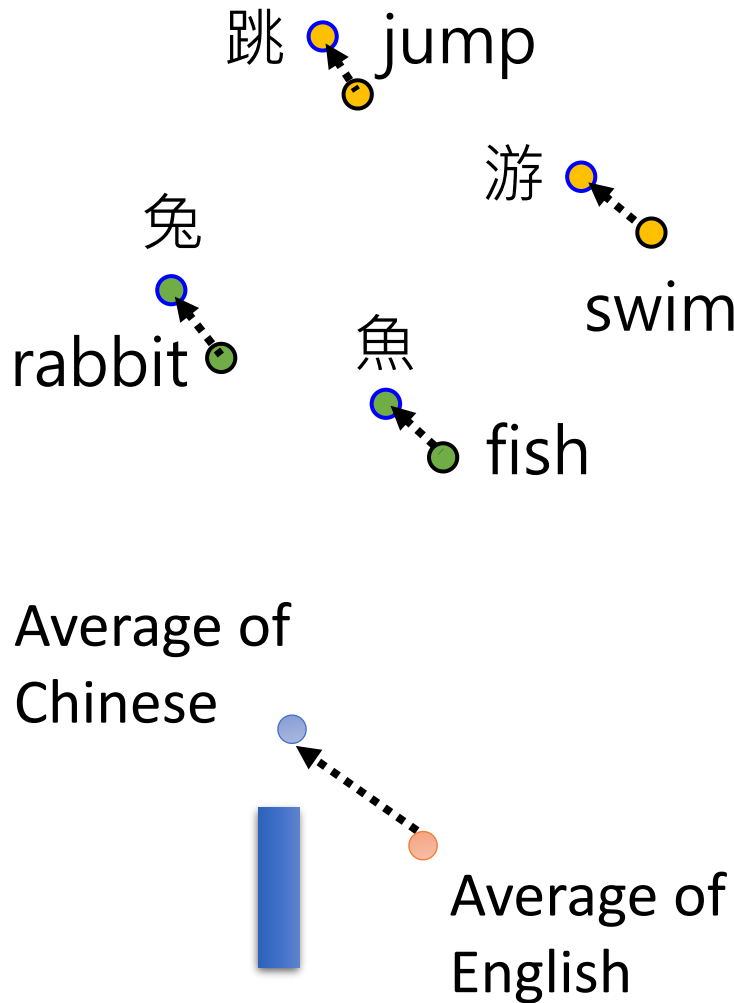 跳 jump
游
swim
兔
rabbit
魚
fish
Average of
Chinese
Average of
English